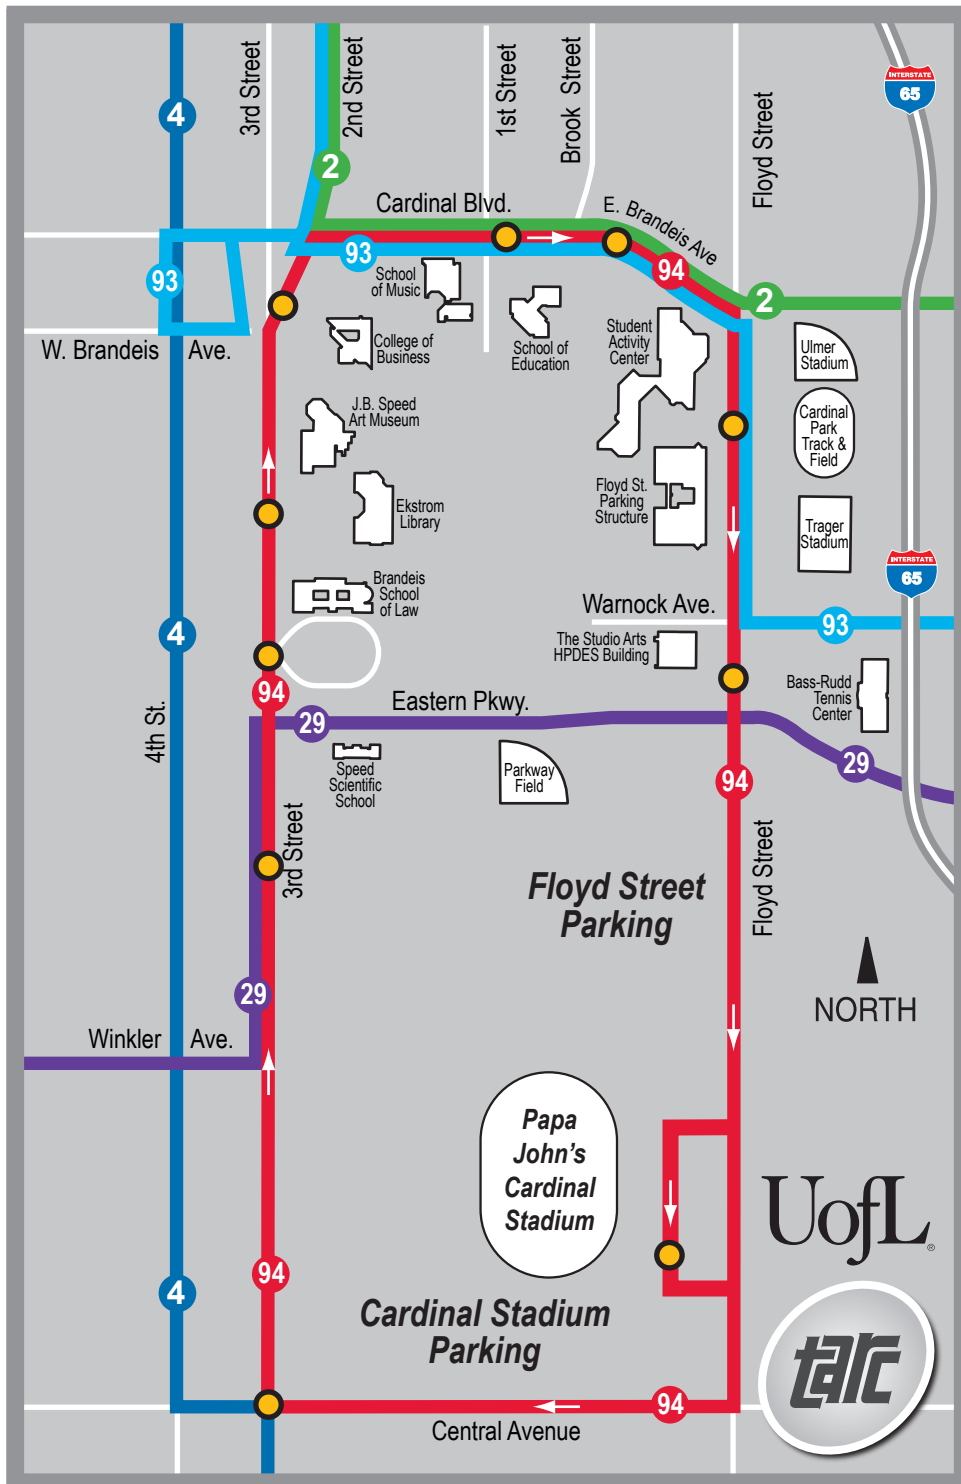 3rd Street
2nd Street
1st Street
Brook Street
Floyd Street
INTERSTATE
65
4
2
Cardinal Blvd.
E. Brandeis Ave
93
93
94
2
School
of Music
College of
Business
School of
Education
Student
Activity
Center
Ulmer
Stadium
W. Brandeis Ave.
J.B. Speed
Art Museum
Cardinal
Park
Track &
Field
Ekstrom
Library
Floyd St.
Parking
Structure
Trager
Stadium
INTERSTATE
65
Brandeis
School
of Law
Warnock Ave.
4
93
The Studio Arts
HPDES Building
94
Bass-Rudd
Tennis
Center
4th St.
Eastern Pkwy.
29
29
Speed
Scientific
School
Parkway
Field
94
3rd Street
Floyd Street
Floyd Street
Parking
29
NORTH
Winkler Ave.
Papa
John's
Cardinal
Stadium
UofL®
94
4
Cardinal Stadium
Parking
tarc
94
Central Avenue